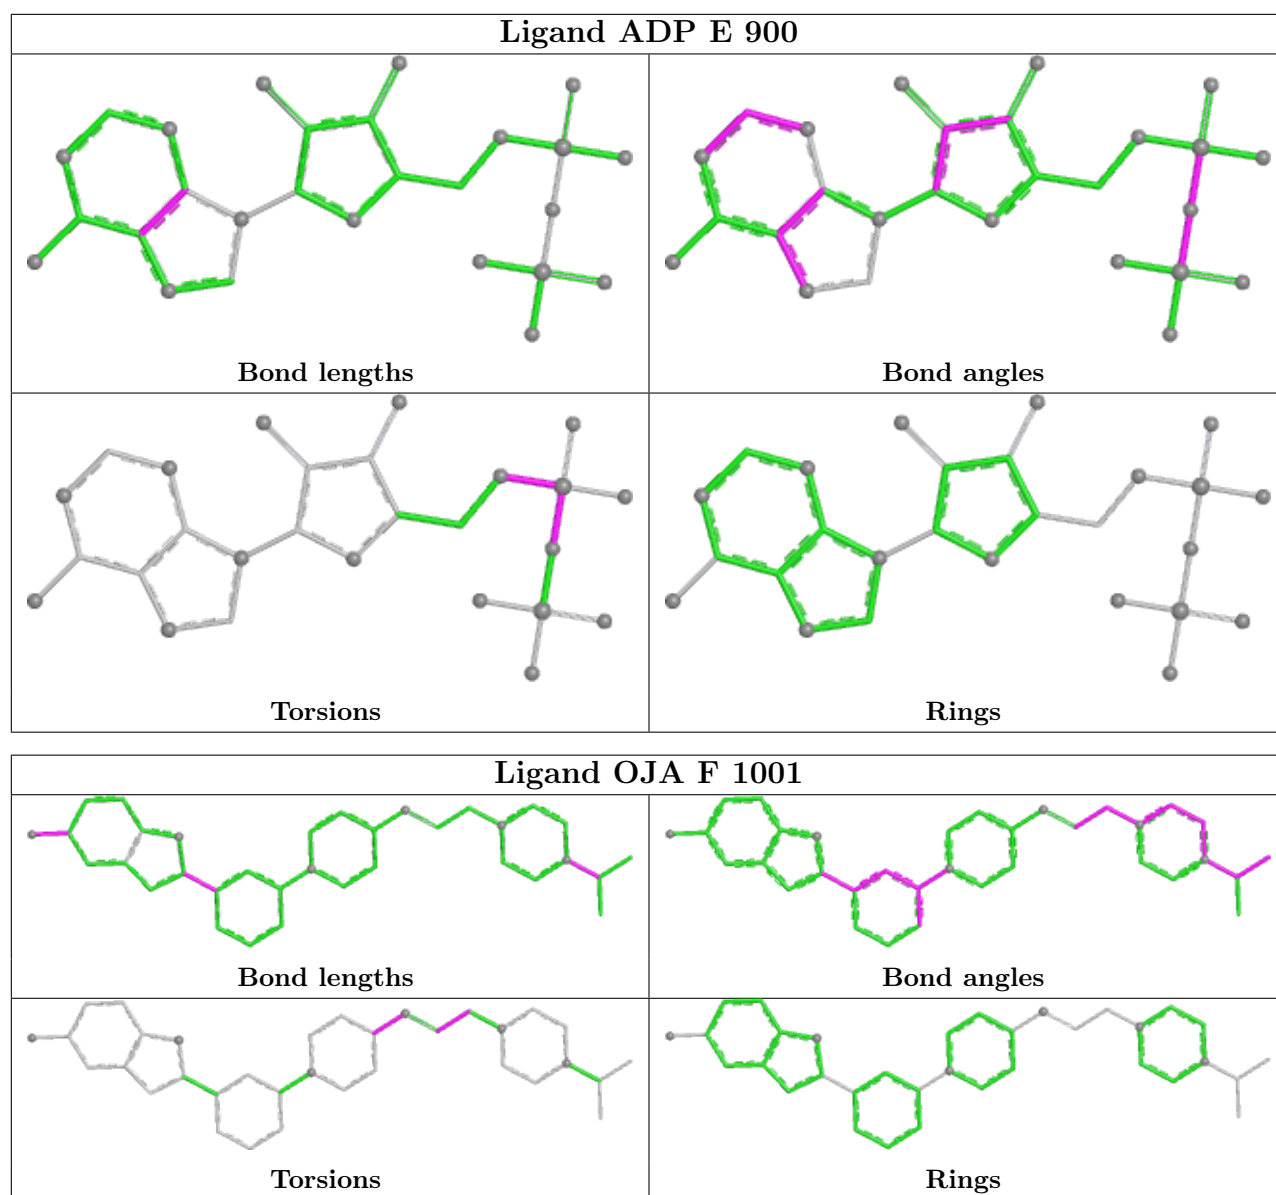 Ligand ADP E 900
Bond lengths
Bond angles
Torsions
Rings
Ligand OJA F 1001
Bond lengths
Bond angles
Torsions
Rings